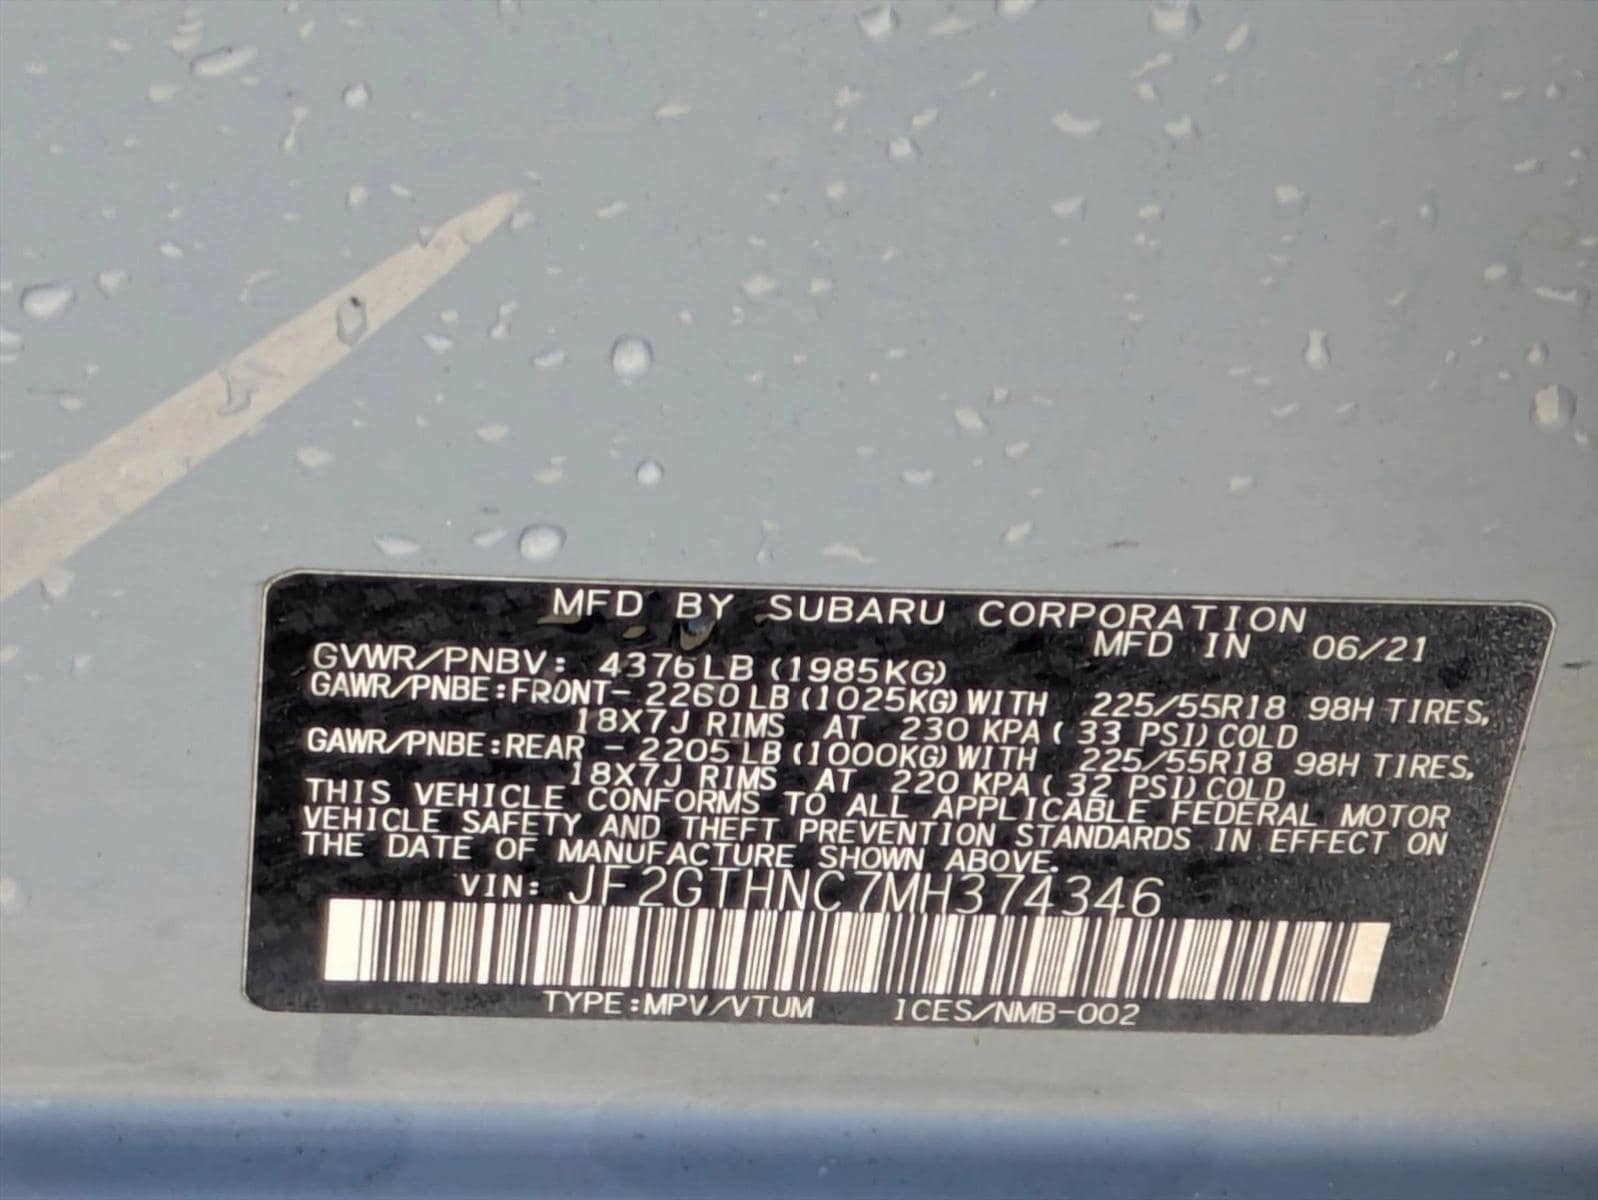 MFD BY SUBARU CORPORATION
MFD IN 06/21
GVWR/PNBV: 4376LB (1985KG)
GAWR/PNBE:FRONT- 2260 LB (1025KG) WITH 225/55R18 98H TIRES,
18X7J RIMS AT 230 KPA ( 33 PSI) COLD
GAWR/PNBE:REAR - 2205 LB (1000KG) WITH 225/55R18 98H TIRES,
18X7J RIMS AT 220 KPA ( 32 PSI) COLD
THIS VEHICLE CONFORMS TO ALL APPLICABLE FEDERAL MOTOR
VEHICLE SAFETY AND THEFT PREVENTION STANDARDS IN EFFECT ON
THE DATE OF MANUFACTURE SHOWN ABOVE.
VIN: JF2GTHNC7MH374346
TYPE:MPV/VTUM ICES/NMB-002